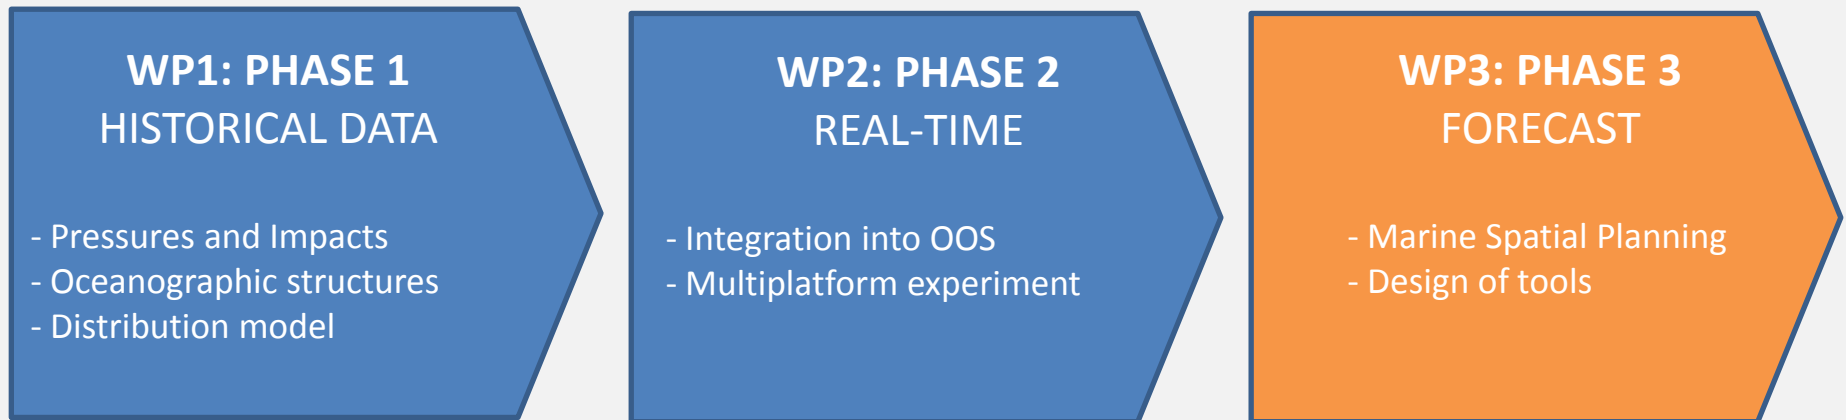 WP1: PHASE 1
HISTORICAL DATA
- Pressures and Impacts
- Oceanographic structures
- Distribution model
WP2: PHASE 2
REAL-TIME
- Integration into OOS
- Multiplatform experiment
WP3: PHASE 3
FORECAST
- Marine Spatial Planning
- Design of tools